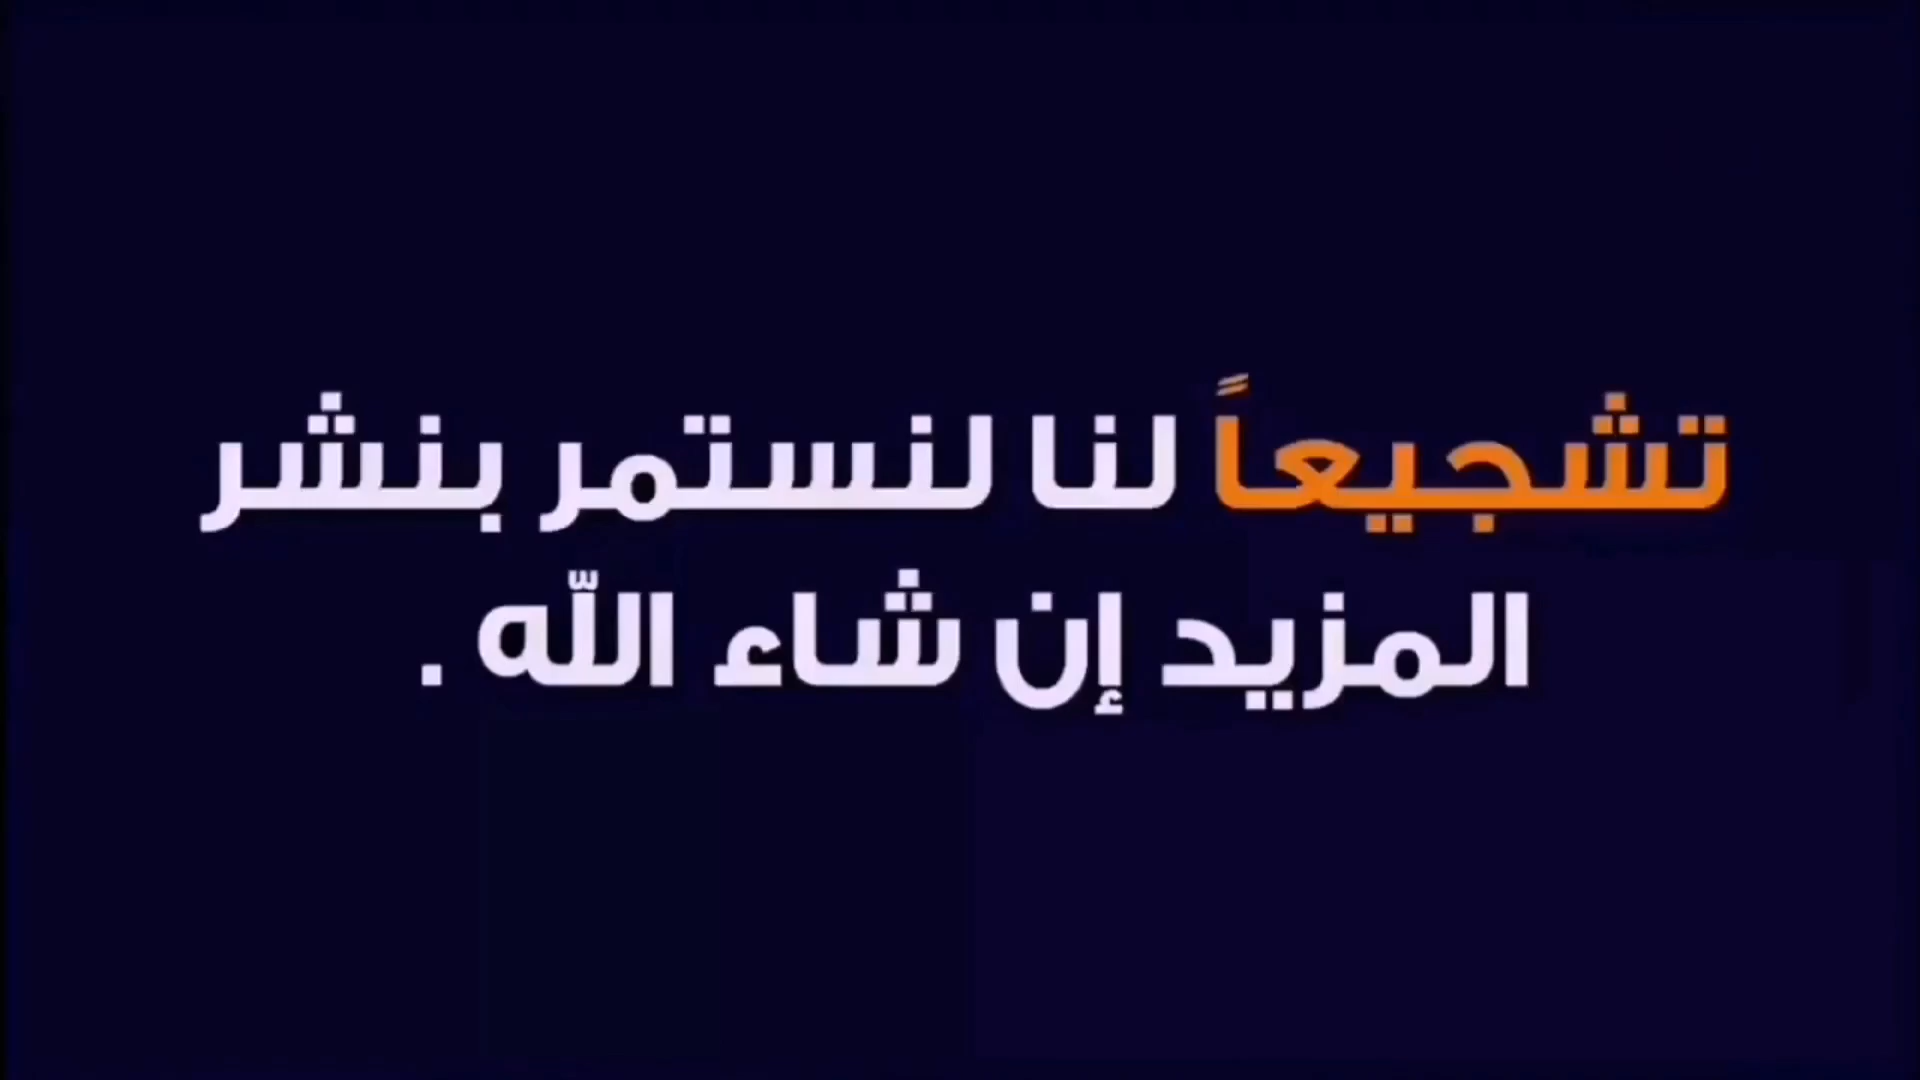 تشجيعاً لنا لنستمر بنشر
المزيد إن شاء اللّه .